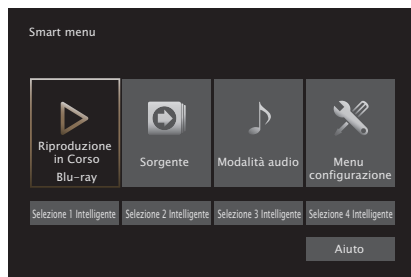 Smart menu
Riproduzione
in Corso
Blu-ray
Sorgente
Modalità audio
Menu
configurazione
Selezione 1 Intelligente
Selezione 2 Intelligente
Selezione 3 Intelligente
Selezione 4 Intelligente
Aiuto